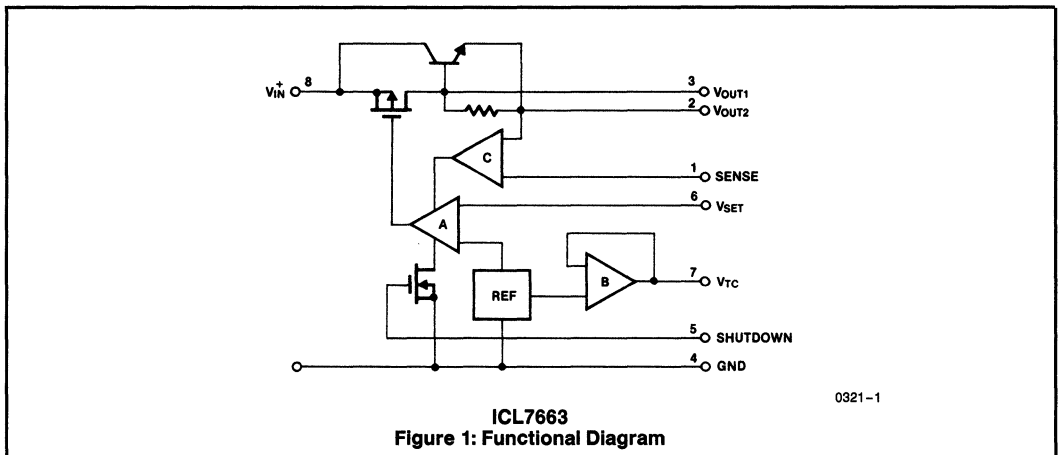 V+IN 8
3 VOUT1
2 VOUT2
C
1 SENSE
6 VSET
A
REF
B
7 VTC
5 SHUTDOWN
4 GND
0321-1
ICL7663
Figure 1: Functional Diagram